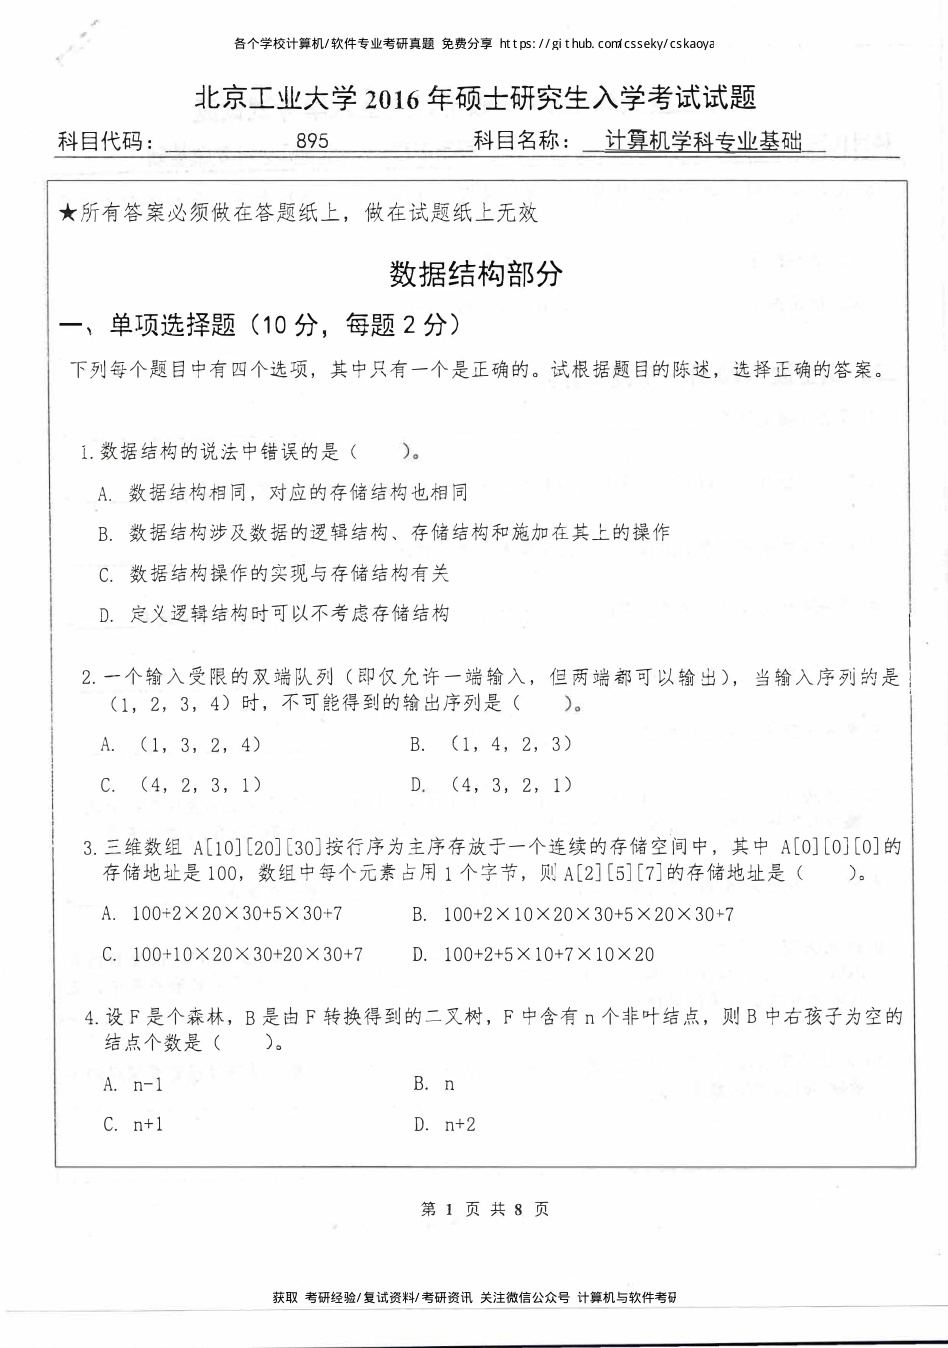 各个学校计算机/软件专业考研真题 免费分享 https://github.com/csseky/cskaoya
北京工业大学 2016 年硕士研究生入学考试试题
科目代码： 895 科目名称： 计算机学科专业基础
★所有答案必须做在答题纸上，做在试题纸上无效
数据结构部分
一、单项选择题（10 分，每题 2 分）
下列每个题目中有四个选项，其中只有一个是正确的。试根据题目的陈述，选择正确的答案。
1. 数据结构的说法中错误的是（ ）。
A. 数据结构相同，对应的存储结构也相同
B. 数据结构涉及数据的逻辑结构、存储结构和施加在其上的操作
C. 数据结构操作的实现与存储结构有关
D. 定义逻辑结构时可以不考虑存储结构
2. 一个输入受限的双端队列（即仅允许一端输入，但两端都可以输出），当输入序列的是
（1，2，3，4）时，不可能得到的输出序列是（ ）。
A. （1，3，2，4） B. （1，4，2，3）
C. （4，2，3，1） D. （4，3，2，1）
3. 三维数组 A[10][20][30]按行序为主序存放于一个连续的存储空间中，其中 A[0][0][0]的
存储地址是 100，数组中每个元素占用 1 个字节，则 A[2][5][7]的存储地址是（ ）。
A. 100+2×20×30+5×30+7 B. 100+2×10×20×30+5×20×30+7
C. 100+10×20×30+20×30+7 D. 100+2+5×10+7×10×20
4. 设 F 是个森林，B 是由 F 转换得到的二叉树，F 中含有 n 个非叶结点，则 B 中右孩子为空的
结点个数是（ ）。
A. n-1 B. n
C. n+1 D. n+2
第 1 页 共 8 页
获取 考研经验/复试资料/考研资讯 关注微信公众号 计算机与软件考研